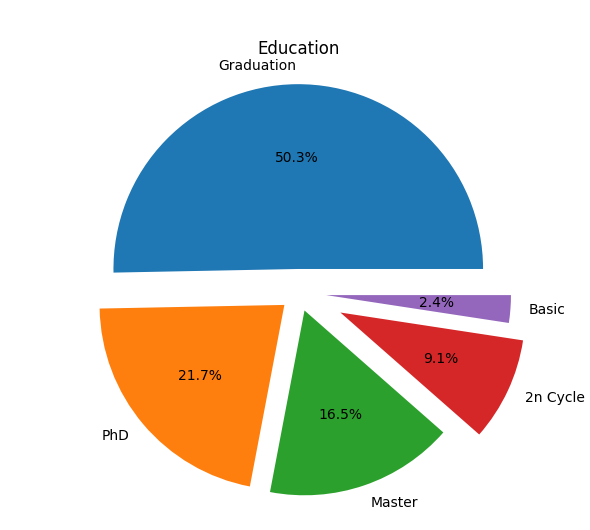 Education
Graduation
50.3%
2.4%
Basic
9.1%
21.7%
2n Cycle
16.5%
PhD
Master